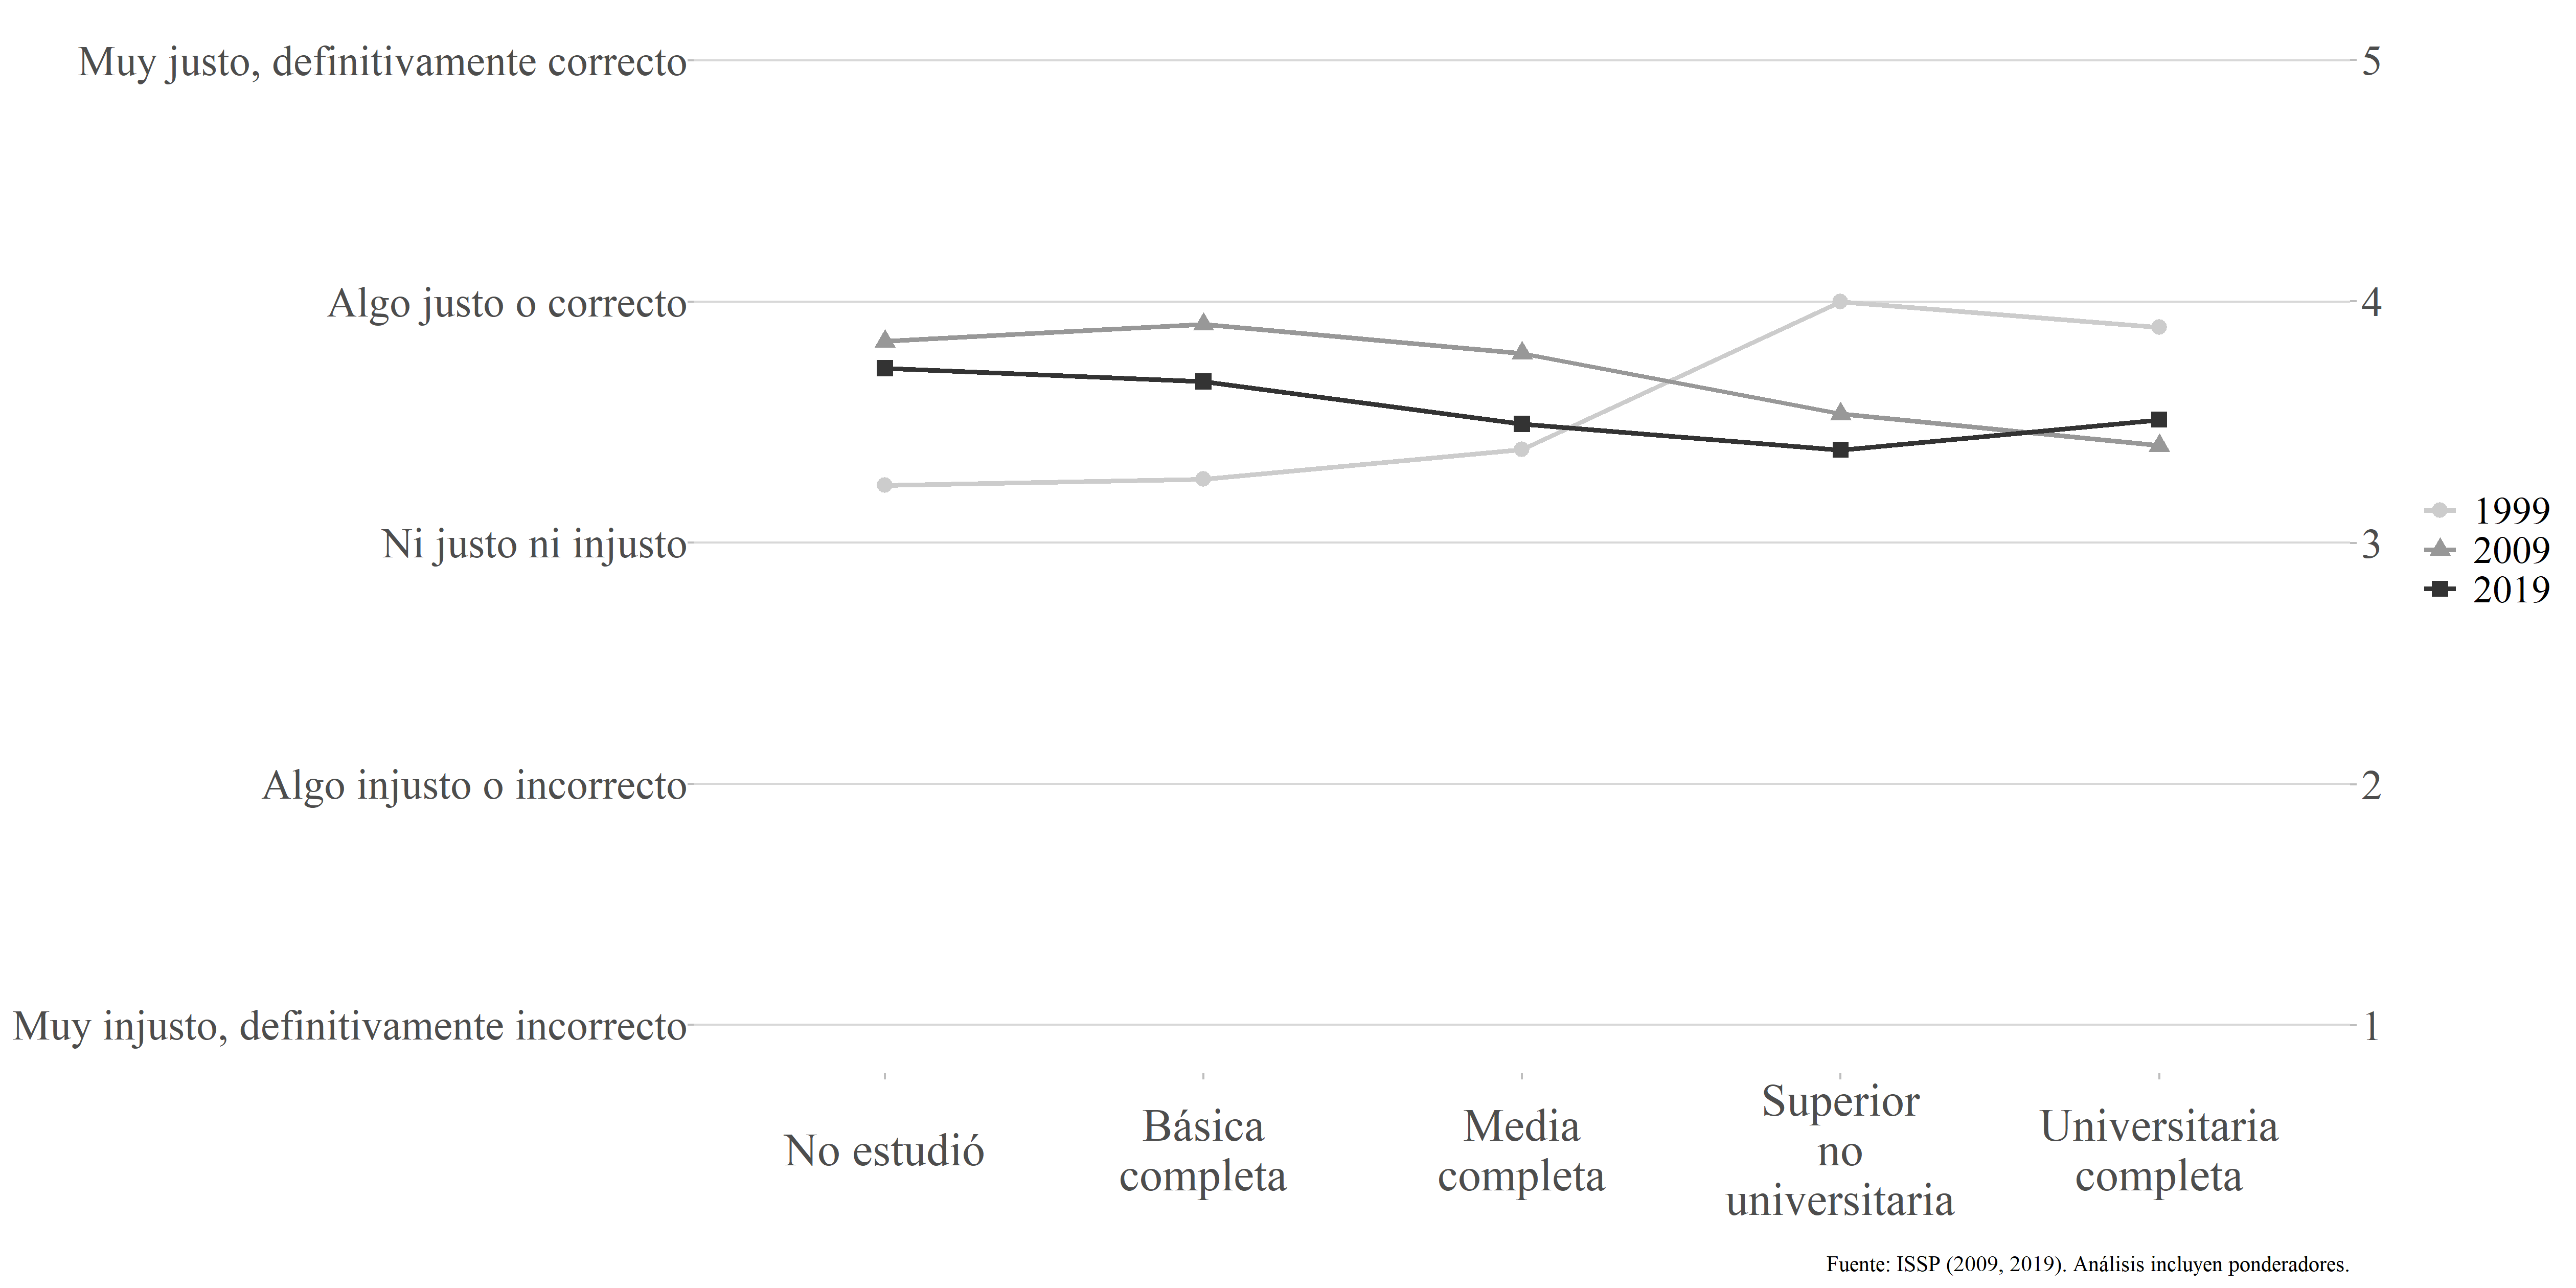 Muy justo, definitivamente correcto
5
Algo justo o correcto
4
Ni justo ni injusto
3
Algo injusto o incorrecto
2
Muy injusto, definitivamente incorrecto
1
1999
2009
2019
No estudió
Básica
completa
Media
completa
Superior
no
universitaria
Universitaria
completa
Fuente: ISSP (2009, 2019). Análisis incluyen ponderadores.